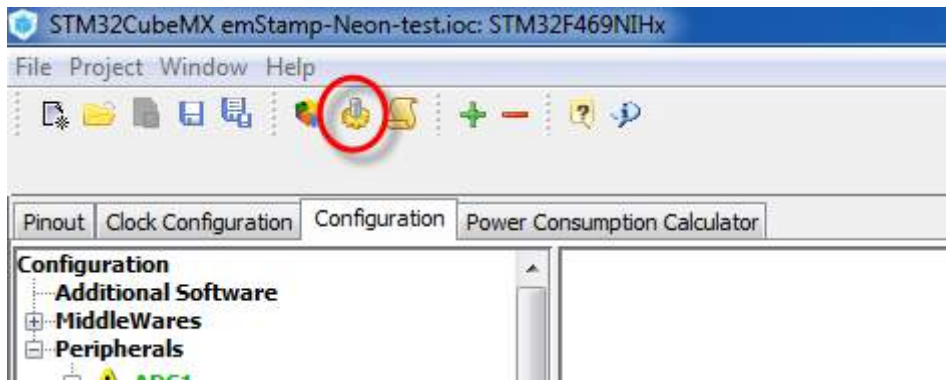 STM32CubeMX emStamp-Neon-test.ioc: STM32F469NIHx
File Project Window Help
Pinout Clock Configuration Configuration Power Consumption Calculator
Configuration
Additional Software
MiddleWares
Peripherals
ADC1